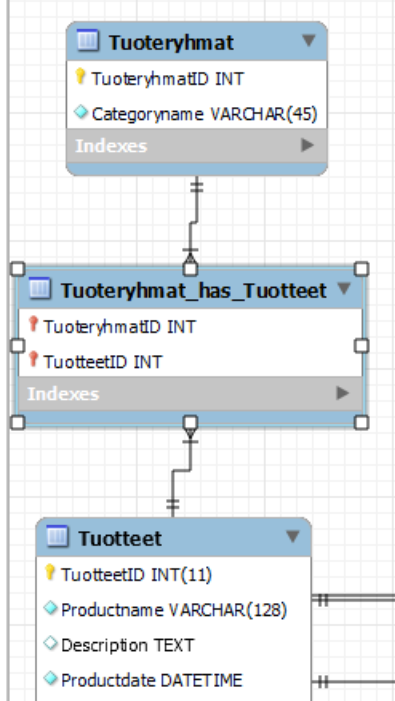 Tuoteryhmat
TuoteryhmatID INT
Categoryname VARCHAR(45)
Indexes
Tuoteryhmat_has_Tuotteet
TuoteryhmatID INT
TuotteetID INT
Indexes
Tuotteet
TuotteetID INT(11)
Productname VARCHAR(128)
Description TEXT
Productdate DATETIME